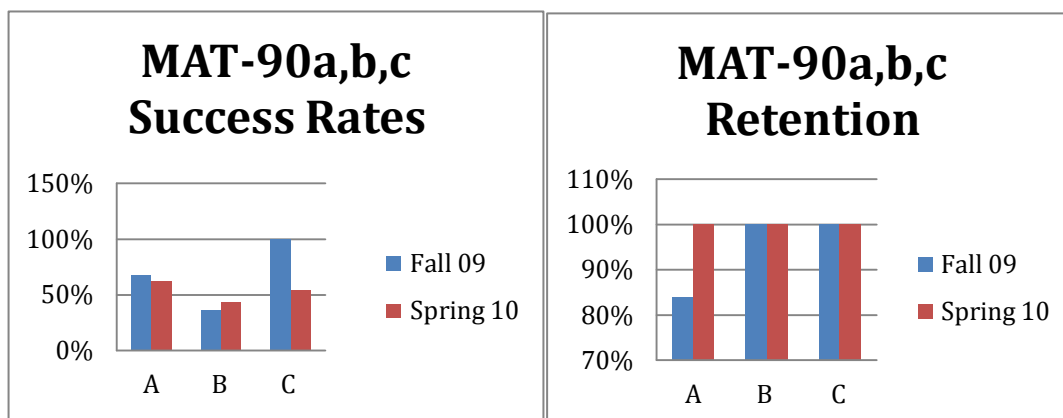 MAT-90a,b,c
Success Rates
150%
100%
50%
0%
A B C
Fall 09
Spring 10
MAT-90a,b,c
Retention
110%
100%
90%
80%
70%
A B C
Fall 09
Spring 10